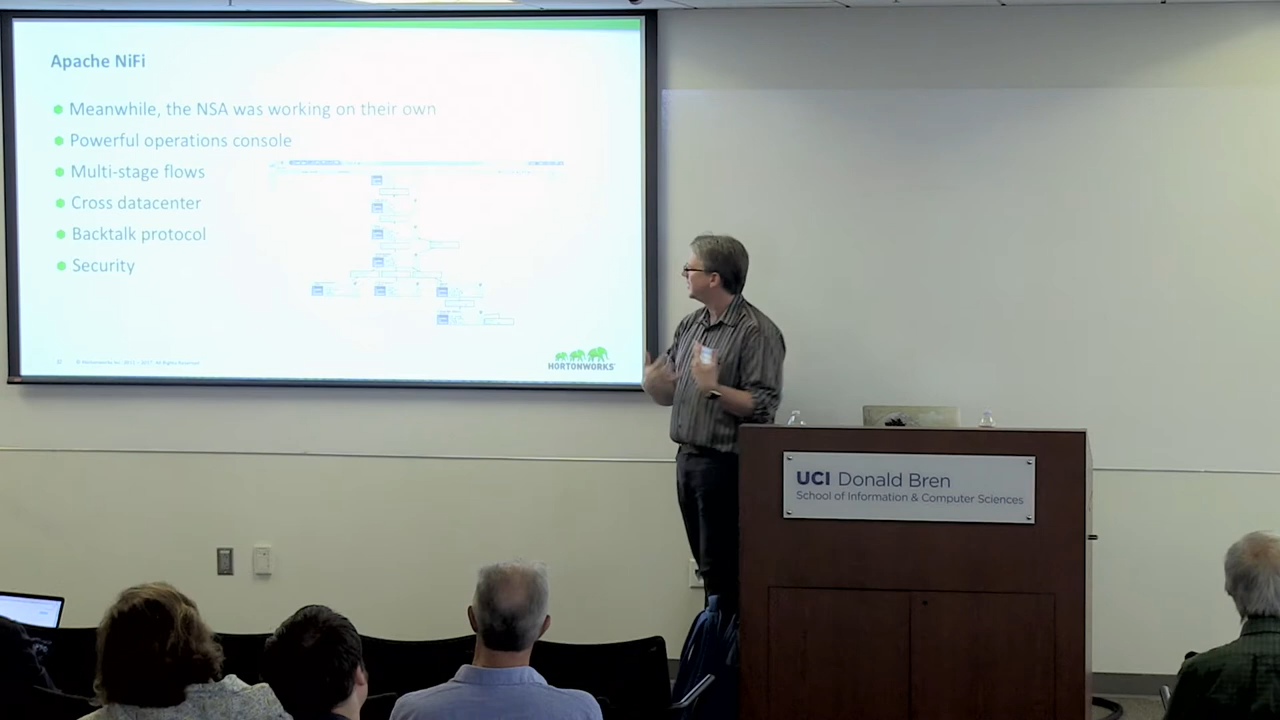 Apache NiFi
Meanwhile, the NSA was working on their own
Powerful operations console
Multi-stage flows
Cross datacenter
Backtalk protocol
Security
HORTONWORKS
UCI Donald Bren
School of Information & Computer Sciences